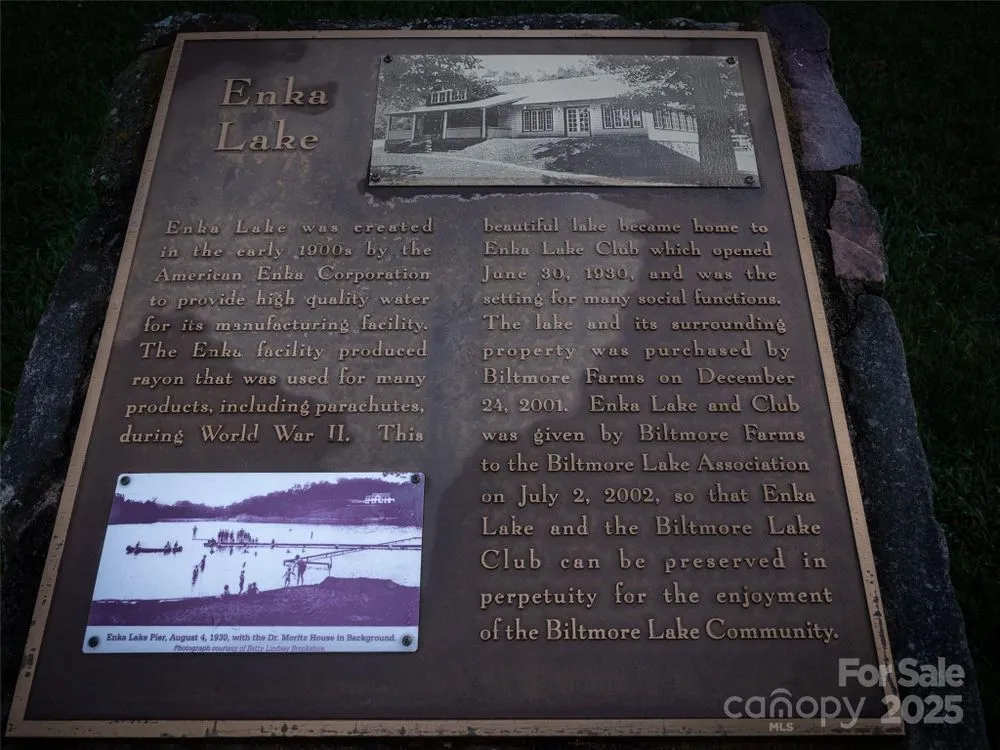 Enka
Lake
Enka Lake was created
in the early 1900s by the
American Enka Corporation
to provide high quality water
for its manufacturing facility.
The Enka facility produced
rayon that was used for many
products, including parachutes,
during World War II. This
beautiful lake became home to
Enka Lake Club which opened
June 30, 1930, and was the
setting for many social functions.
The lake and its surrounding
property was purchased by
Biltmore Farms on December
24, 2001. Enka Lake and Club
was given by Biltmore Farms
to the Biltmore Lake Association
on July 2, 2002, so that Enka
Lake and the Biltmore Lake
Club can be preserved in
perpetuity for the enjoyment
of the Biltmore Lake Community.
Enka Lake Pier, August 4, 1930, with the Dr. Moritz House in Background.
Photograph courtesy of Betty Lindsey Brookshire.
For Sale
canopy 2025
MLS